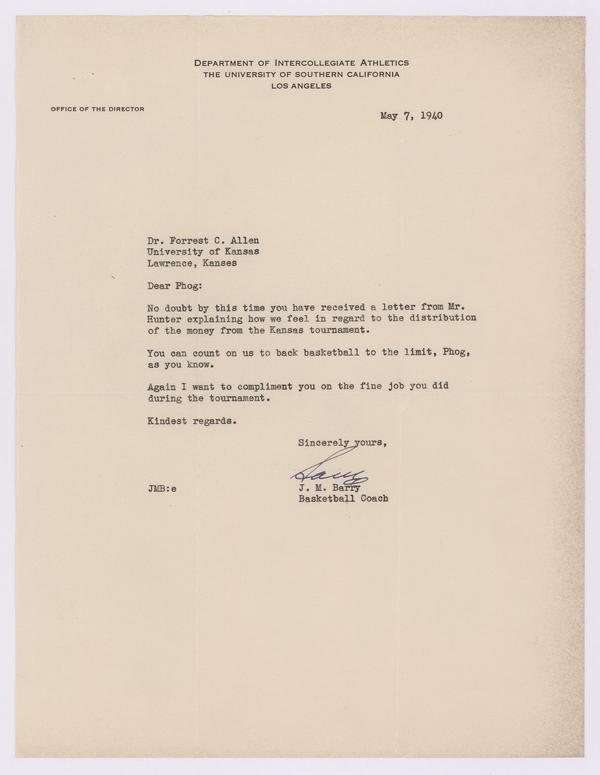 DEPARTMENT OF INTERCOLLEGIATE ATHLETICS
THE UNIVERSITY OF SOUTHERN CALIFORNIA
LOS ANGELES
OFFICE OF THE DIRECTOR
May 7, 1940
Dr. Forrest C. Allen
University of Kansas
Lawrence, Kanses
Dear Phog:
No doubt by this time you have received a letter from Mr.
Hunter explaining how we feel in regard to the distribution
of the money from the Kansas tournament.
You can count on us to back basketball to the limit, Phog,
as you know.
Again I want to compliment you on the fine job you did
during the tournament.
Kindest regards.
Sincerely yours,
JMB:e
J. M. Barry
Basketball Coach